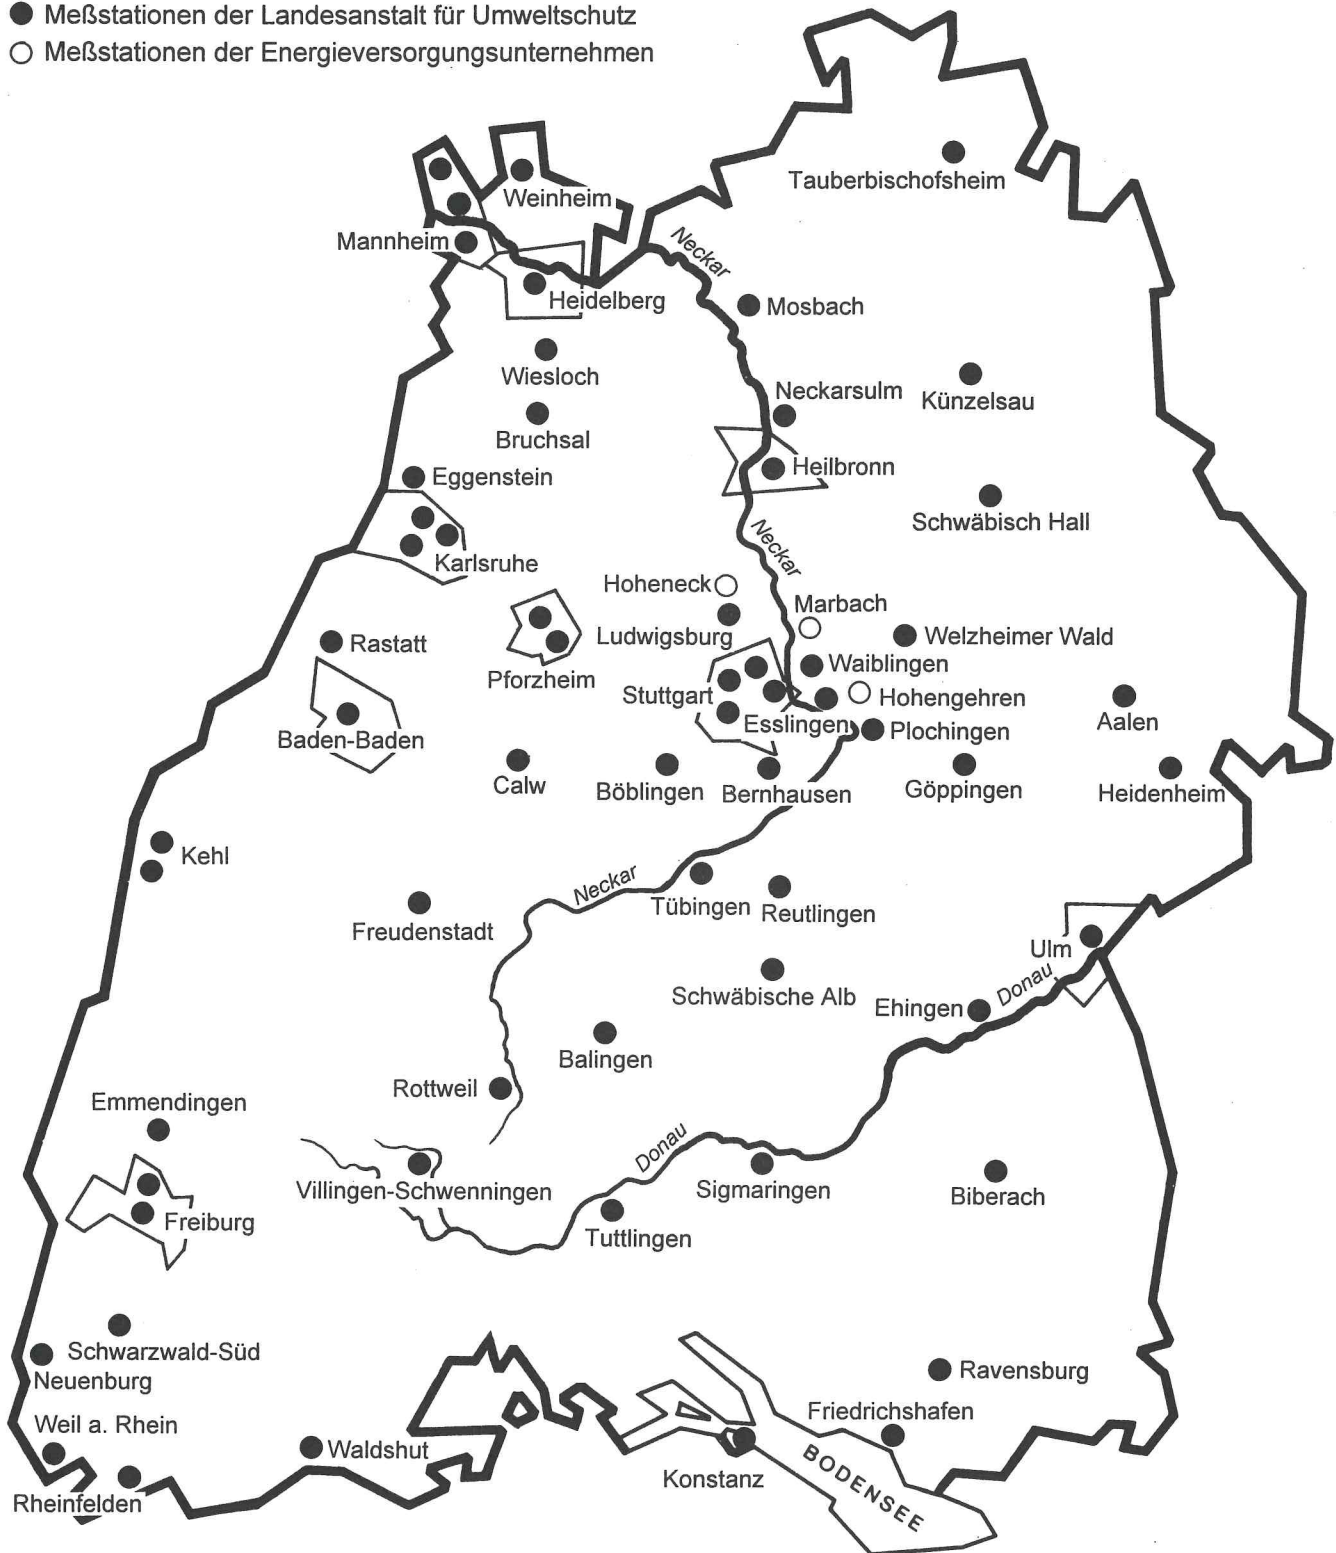 Meßstationen der Landesanstalt für Umweltschutz
Meßstationen der Energieversorgungsunternehmen
Tauberbischofsheim
Weinheim
Mannheim
Neckar
Heidelberg
Mosbach
Wiesloch
Neckarsulm
Künzelsau
Bruchsal
Heilbronn
Eggenstein
Schwäbisch Hall
Neckar
Karlsruhe
Hoheneck
Marbach
Ludwigsburg
Welzheimer Wald
Rastatt
Waiblingen
Pforzheim
Stuttgart
Hohengehren
Aalen
Esslingen
Plochingen
Baden-Baden
Calw
Böblingen
Bernhausen
Göppingen
Heidenheim
Kehl
Neckar
Tübingen
Reutlingen
Freudenstadt
Ulm
Donau
Schwäbische Alb
Ehingen
Balingen
Rottweil
Emmendingen
Donau
Villingen-Schwenningen
Sigmaringen
Biberach
Freiburg
Tuttlingen
Schwarzwald-Süd
Neuenburg
Ravensburg
Friedrichshafen
Weil a. Rhein
Waldshut
Konstanz
BODENSEE
Rheinfelden